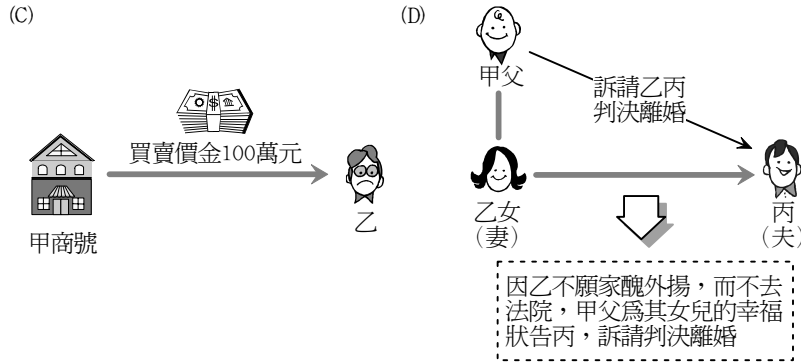 (C)
買賣價金100萬元
甲商號
乙
(D)
甲父
訴請乙丙
判決離婚
乙女
（妻）
丙
（夫）
因乙不願家醜外揚，而不去
法院，甲父爲其女兒的幸福
狀告丙，訴請判決離婚